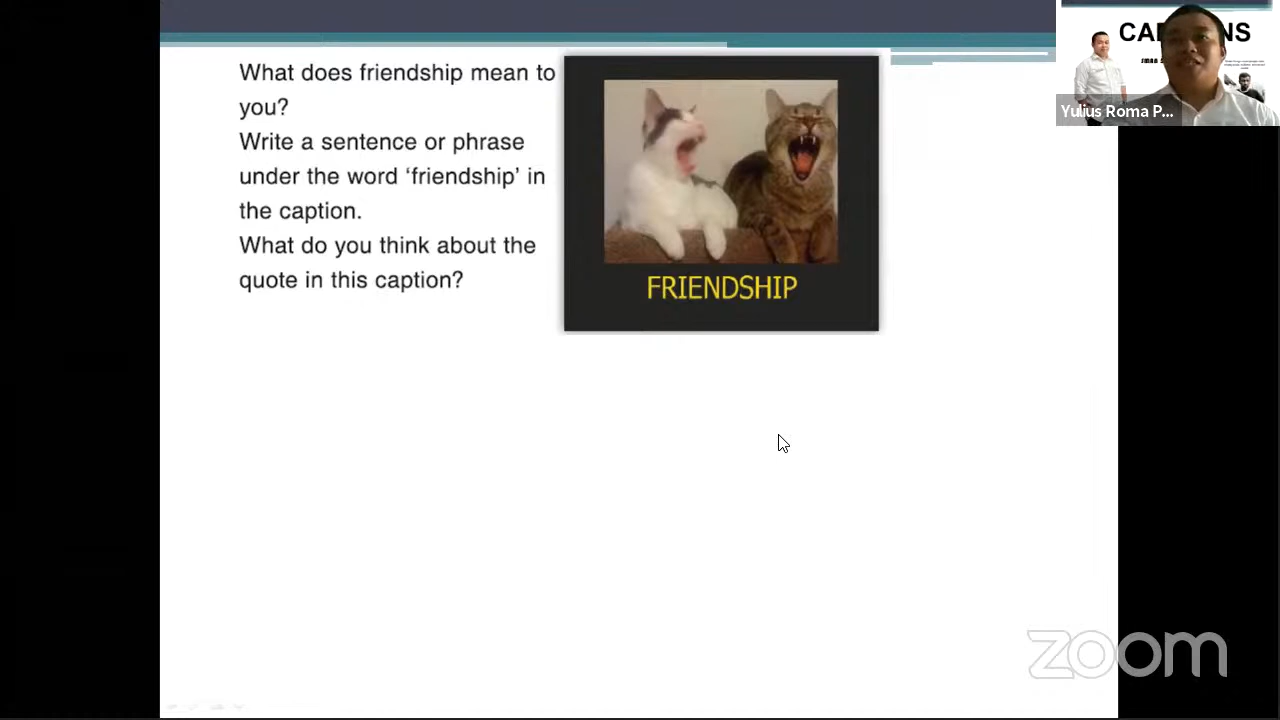 What does friendship mean to
you?
Write a sentence or phrase
under the word ‘friendship’ in
the caption.
What do you think about the
quote in this caption?
FRIENDSHIP
Yulius Roma P...
zoom